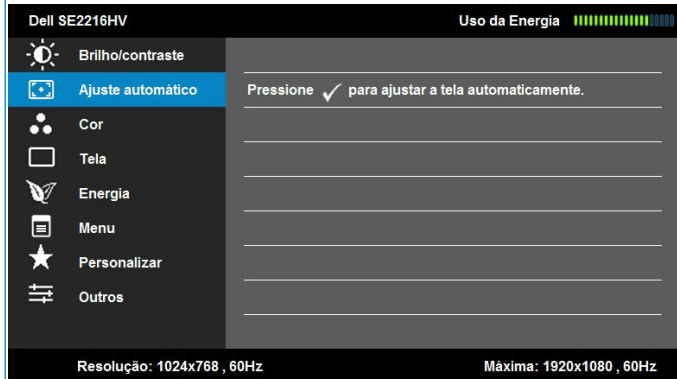 Dell SE2216HV Uso da Energia
Brilho/contraste
Ajuste automático Pressione ✓ para ajustar a tela automaticamente.
Cor
Tela
Energia
Menu
Personalizar
Outros
Resolução: 1024x768 , 60Hz Máxima: 1920x1080 , 60Hz